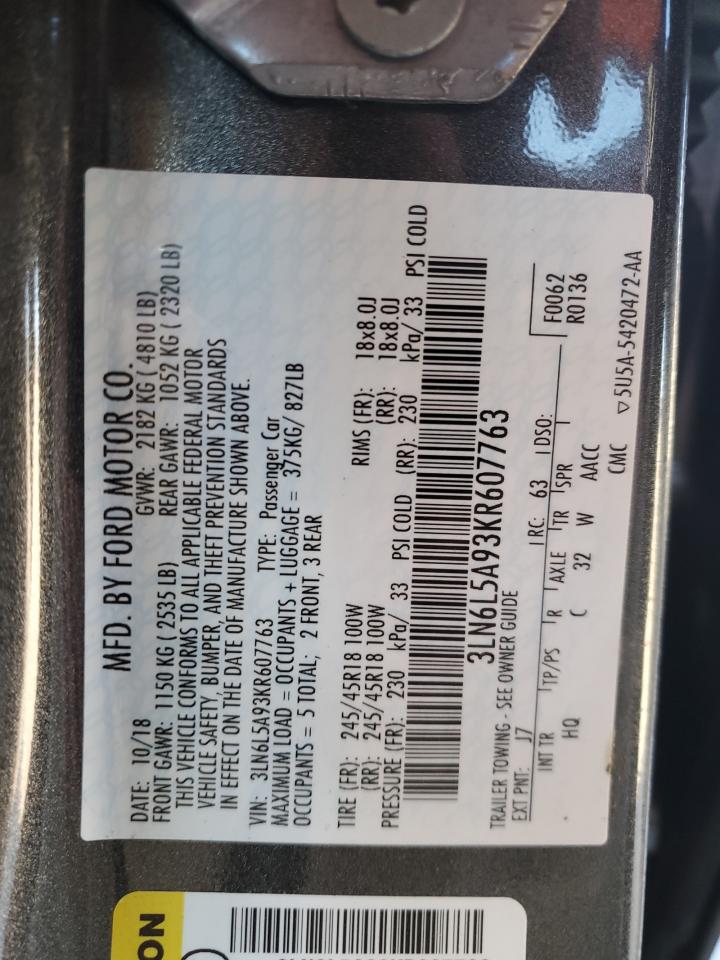 MFD. BY FORD MOTOR CO.
DATE: 10/18 GVWR: 2182 KG ( 4810 LB)
FRONT GAWR: 1150 KG ( 2535 LB) REAR GAWR: 1052 KG ( 2320 LB)
THIS VEHICLE CONFORMS TO ALL APPLICABLE FEDERAL MOTOR
VEHICLE SAFETY, BUMPER, AND THEFT PREVENTION STANDARDS
IN EFFECT ON THE DATE OF MANUFACTURE SHOWN ABOVE.
VIN: 3LN6L5A93KR607763 TYPE: Passenger Car
MAXIMUM LOAD = OCCUPANTS + LUGGAGE = 375KG/ 827LB
OCCUPANTS = 5 TOTAL; 2 FRONT, 3 REAR
TIRE (FR): 245/45R18 100W RIMS (FR): 18x8.0J
(RR): 245/45R18 100W (RR): 18x8.0J
PRESSURE (FR): 230 kPa/ 33 PSI COLD (RR): 230 kPa/ 33 PSI COLD
3LN6L5A93KR607763
TRAILER TOWING - SEE OWNER GUIDE
EXT PNT: J7 RC: 63 DSO: F0062
INT TR TP/PS R AXLE TR SPR R0136
HQ C 32 W AACC
CMC ▽5U5A-5420472-AA
ON